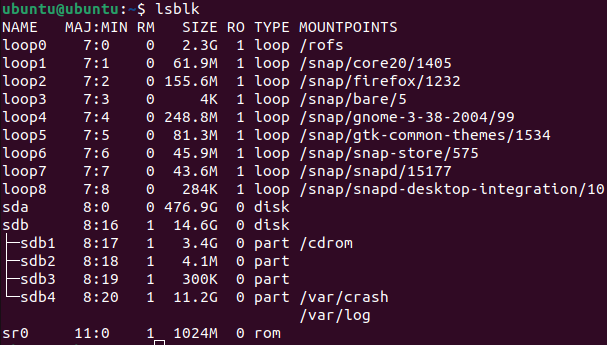 ubuntu@ubuntu:~$ lsblk
NAME   MAJ:MIN RM   SIZE RO TYPE MOUNTPOINTS
loop0    7:0    0   2.3G  1 loop /rofs
loop1    7:1    0  61.9M  1 loop /snap/core20/1405
loop2    7:2    0 155.6M  1 loop /snap/firefox/1232
loop3    7:3    0     4K  1 loop /snap/bare/5
loop4    7:4    0 248.8M  1 loop /snap/gnome-3-38-2004/99
loop5    7:5    0  81.3M  1 loop /snap/gtk-common-themes/1534
loop6    7:6    0  45.9M  1 loop /snap/snap-store/575
loop7    7:7    0  43.6M  1 loop /snap/snapd/15177
loop8    7:8    0   284K  1 loop /snap/snapd-desktop-integration/10
sda      8:0    0 476.9G  0 disk
sdb      8:16   1  14.6G  0 disk
├─sdb1   8:17   1   3.4G  0 part /cdrom
├─sdb2   8:18   1   4.1M  0 part
├─sdb3   8:19   1   300K  0 part
└─sdb4   8:20   1  11.2G  0 part /var/crash
                                 /var/log
sr0     11:0    1  1024M  0 rom